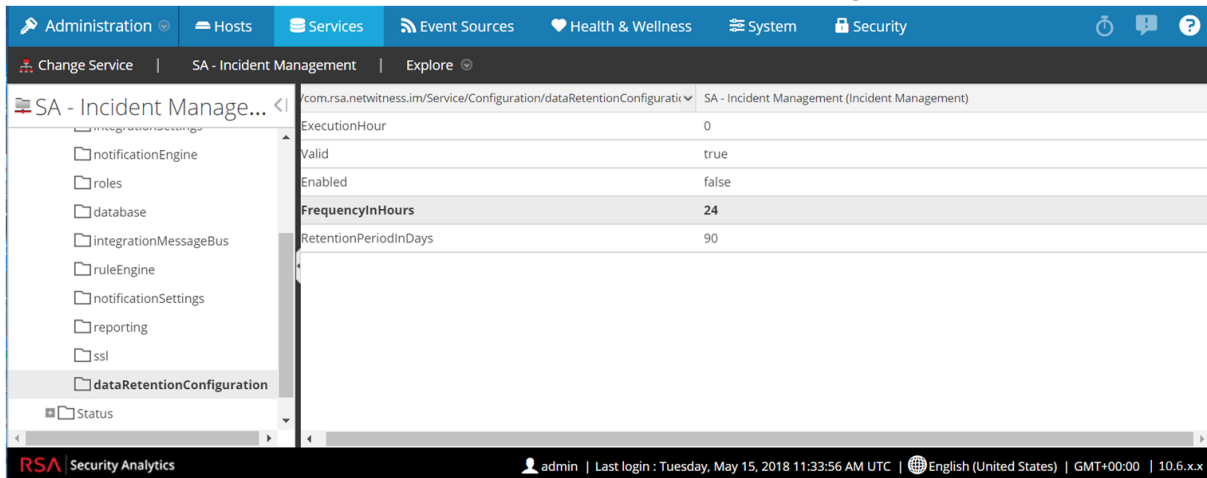 Administration Hosts Services Event Sources Health & Wellness System Security
Change Service | SA - Incident Management | Explore
SA - Incident Manage...
/com.rsa.netwitness.im/Service/Configuration/dataRetentionConfiguratic SA - Incident Management (Incident Management)
integrationSettings
ExecutionHour 0
notificationEngine
Valid true
roles
Enabled false
database
FrequencyInHours 24
integrationMessageBus
RetentionPeriodInDays 90
ruleEngine
notificationSettings
reporting
ssl
dataRetentionConfiguration
Status
RSA Security Analytics admin | Last login : Tuesday, May 15, 2018 11:33:56 AM UTC | English (United States) | GMT+00:00 | 10.6.x.x